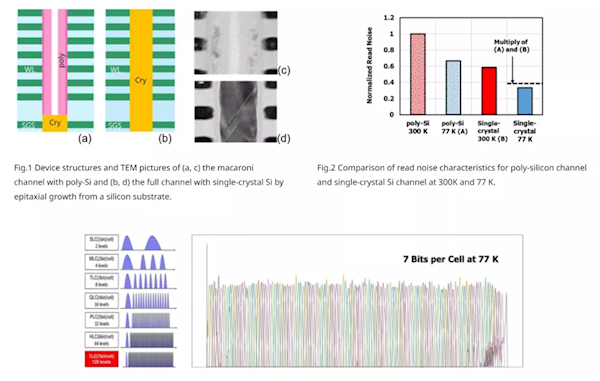 WL
poly
Cry
SGS
(a)
WL
Cry
SGS
(b)
(c)
(d)
Fig.1 Device structures and TEM pictures of (a, c) the macaroni
channel with poly-Si and (b, d) the full channel with single-crystal Si by
epitaxial growth from a silicon substrate.
Normalized Read Noise
1.2
1
0.8
0.6
0.4
0.2
0
Multiply of
(A) and (B)
poly-Si
300 K
poly-Si
77 K (A)
Single-
crystal
300 K (B)
Single-
crystal
77 K
Fig.2 Comparison of read noise characteristics for poly-silicon channel
and single-crystal Si channel at 300K and 77 K.
SLC(1bit/cell)
2 levels
MLC(2bit/cell)
4 levels
TLC(3bit/cell)
8 levels
QLC(4bit/cell)
16 levels
PLC(5bit/cell)
32 levels
HLC(6bit/cell)
64 levels
128 levels
7 Bits per Cell at 77 K